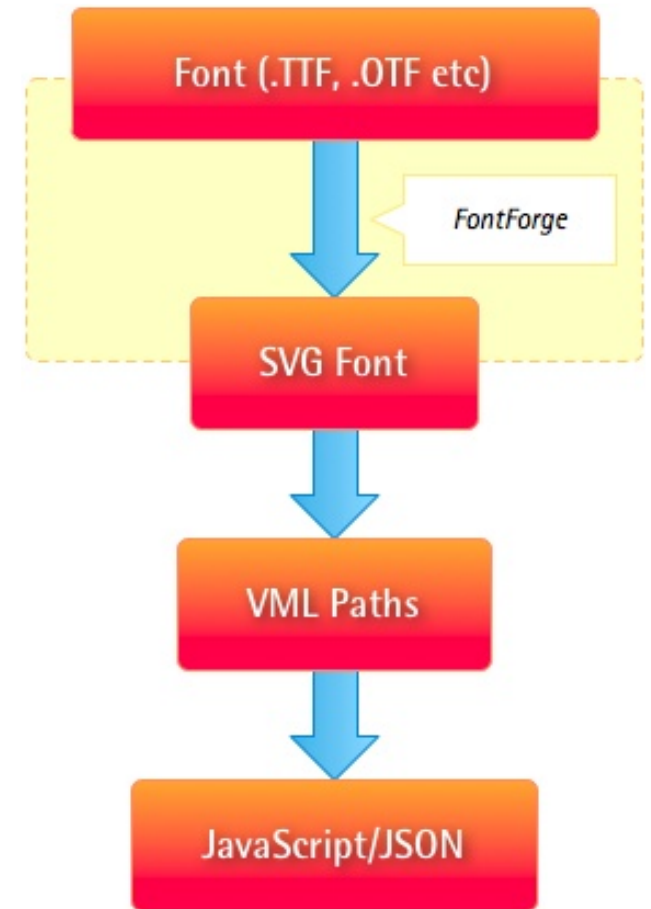 Font (.TTF, .OTF etc)
FontForge
SVG Font
VML Paths
JavaScript/JSON